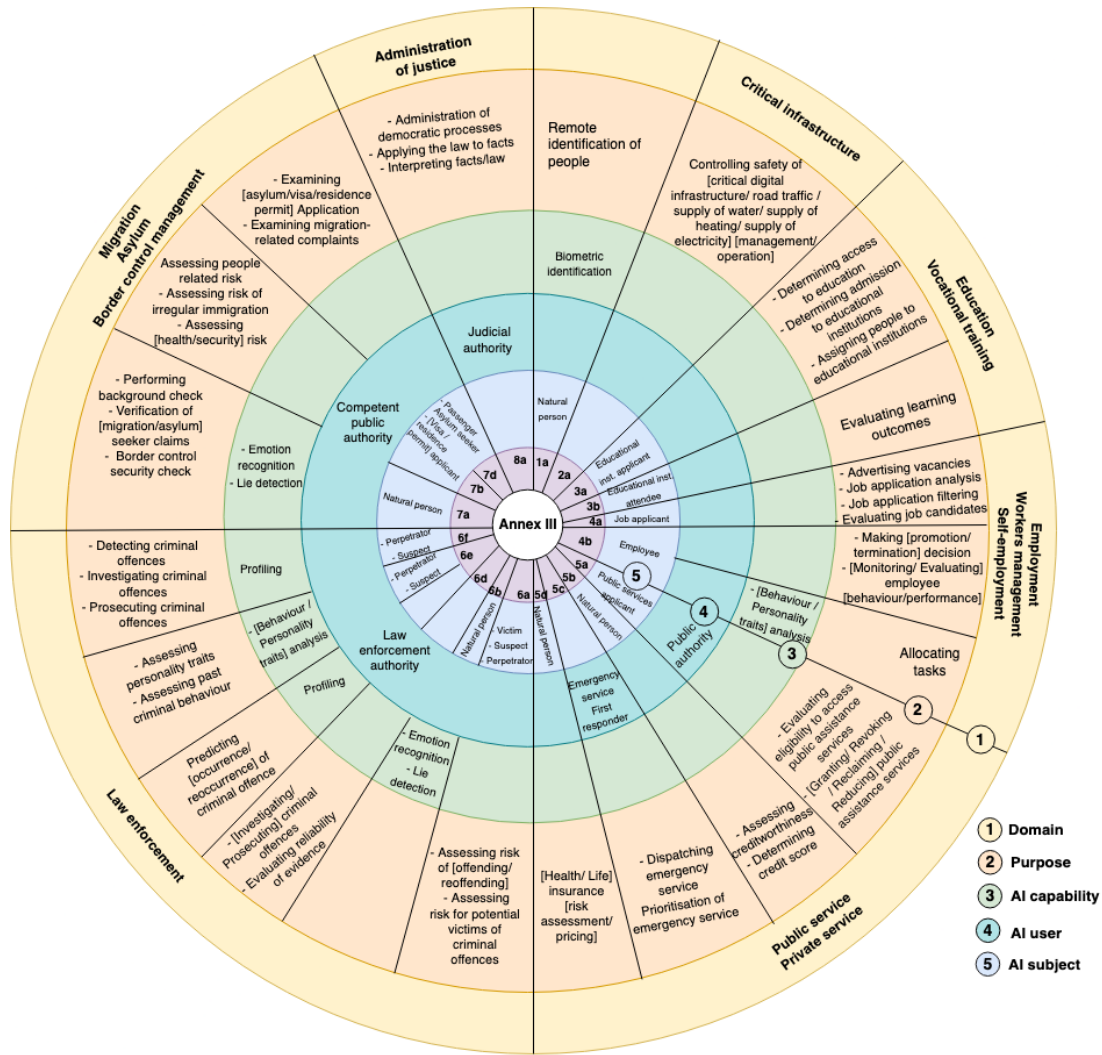 Administration
of justice
- Administration of
democratic processes
- Applying the law to facts
- Interpreting facts/law
Remote
identification of
people
Biometric
identification
Critical infrastructure
Controlling safety of
[critical digital
infrastructure/ road traffic /
supply of water/ supply of
heating/ supply of
electricity] [management/
operation]
Education
Vocational training
- Determining access
to education
- Determining admission
to educational
institutions
- Assigning people to
educational institutions
Evaluating learning
outcomes
Employment
Workers management
Self-employment
- Advertising vacancies
- Job application analysis
- Job application filtering
- Evaluating job candidates
- Making [promotion/
termination] decision
- [Monitoring/ Evaluating]
employee
[behaviour/performance]
- [Behaviour /
Personality
traits] analysis
Allocating
tasks
Public service
Private service
- Evaluating
eligibility to access
public assistance
services
- [Granting/ Revoking
/ Reclaiming /
Reducing] public
assistance services
- Assessing
creditworthiness
- Determining
credit score
- Dispatching
emergency
service
Prioritisation of
emergency service
[Health/ Life]
insurance
[risk
assessment/
pricing]
Law enforcement
- Assessing risk
of [offending/
reoffending]
- Assessing
risk for potential
victims of
criminal
offences
- Emotion
recognition
- Lie
detection
- [Investigating/
Prosecuting] criminal
offences
- Evaluating reliability
of evidence
Predicting
[occurrence/
reoccurrence] of
criminal offence
Profiling
- Assessing
personality traits
- Assessing past
criminal behaviour
- [Behaviour /
Personality
traits] analysis
- Detecting criminal
offences
- Investigating criminal
offences
- Prosecuting criminal
offences
Profiling
Migration
Asylum
Border control management
- Performing
background check
- Verification of
[migration/asylum]
seeker claims
- Border control
security check
- Emotion
recognition
- Lie detection
Assessing people
related risk
- Assessing risk of
irregular immigration
- Assessing
[health/security] risk
- Examining
[asylum/visa/residence
permit] Application
- Examining migration-
related complaints
Judicial
authority
Competent
public
authority
Law
enforcement
authority
Emergency
service
First
responder
Public
authority
Natural
person
Educational
inst. applicant
Educational inst.
attendee
Job applicant
Employee
Public services
applicant
Natural person
Natural person
- Victim
- Suspect
- Perpetrator
Natural person
- Perpetrator
- Suspect
- Perpetrator
- Suspect
Natural person
- Passenger
- Asylum seeker
- [Visa /
residence
permit] applicant
8a
1a
2a
3a
3b
4a
4b
5a
5b
5c
5d
6a
6b
6d
6e
6f
7a
7b
7d
Annex III
5
4
3
2
1
1 Domain
2 Purpose
3 AI capability
4 AI user
5 AI subject